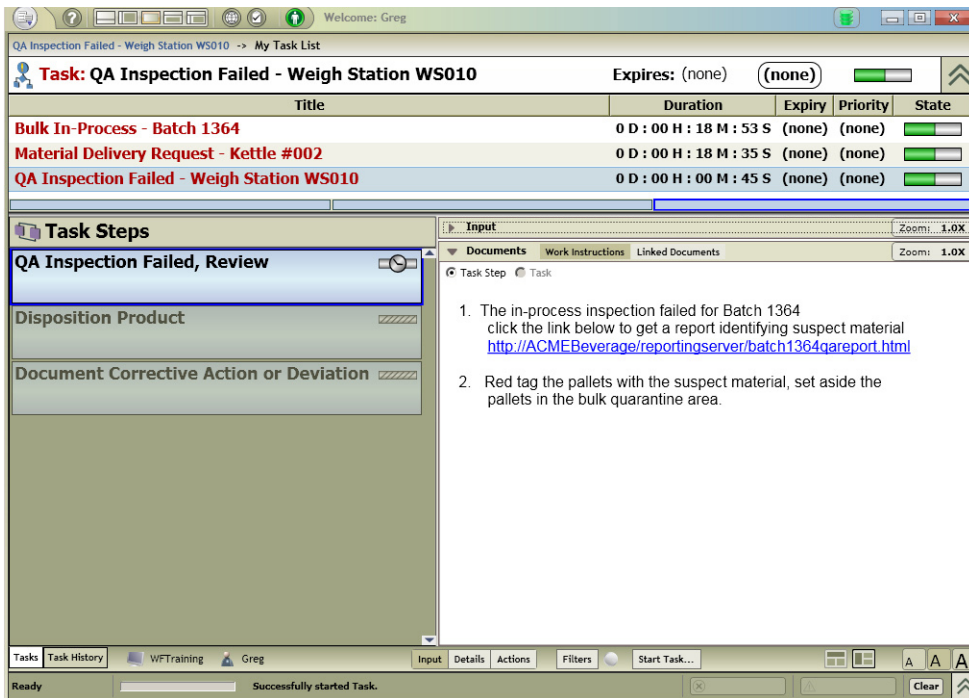 Welcome: Greg
QA Inspection Failed - Weigh Station WS010 -> My Task List
Task: QA Inspection Failed - Weigh Station WS010 Expires: (none) (none)
Title Duration Expiry Priority State
Bulk In-Process - Batch 1364 0 D : 00 H : 18 M : 53 S (none) (none)
Material Delivery Request - Kettle #002 0 D : 00 H : 18 M : 35 S (none) (none)
QA Inspection Failed - Weigh Station WS010 0 D : 00 H : 00 M : 45 S (none) (none)
Task Steps
QA Inspection Failed, Review
Disposition Product
Document Corrective Action or Deviation
Input Zoom: 1.0X
Documents Work Instructions Linked Documents Zoom: 1.0X
Task Step Task
1. The in-process inspection failed for Batch 1364
click the link below to get a report identifying suspect material
http://ACMEBeverage/reportingserver/batch1364qareport.html
2. Red tag the pallets with the suspect material, set aside the
pallets in the bulk quarantine area.
Tasks Task History WFTraining Greg Input Details Actions Filters Start Task... A A A
Ready Successfully started Task. Clear